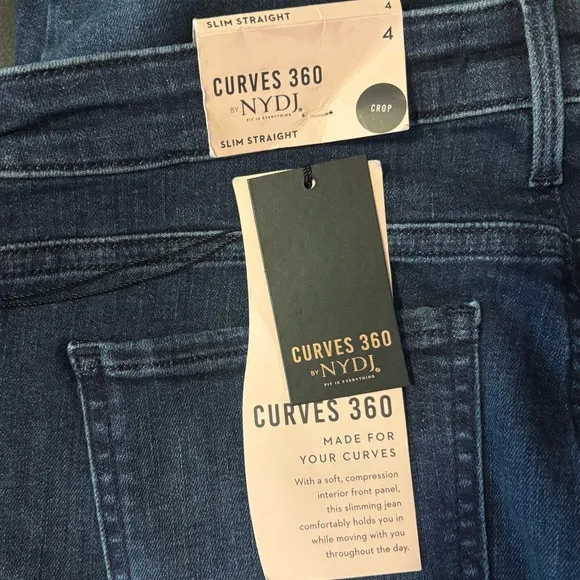 SLIM STRAIGHT 4
4
CURVES 360
BY NYDJ®
FIT IS EVERYTHING
CROP
SLIM STRAIGHT
CURVES 360
BY NYDJ®
FIT IS EVERYTHING
CURVES 360
MADE FOR
YOUR CURVES
With a soft, compression
interior front panel,
this slimming jean
comfortably holds you in
while moving with you
throughout the day.